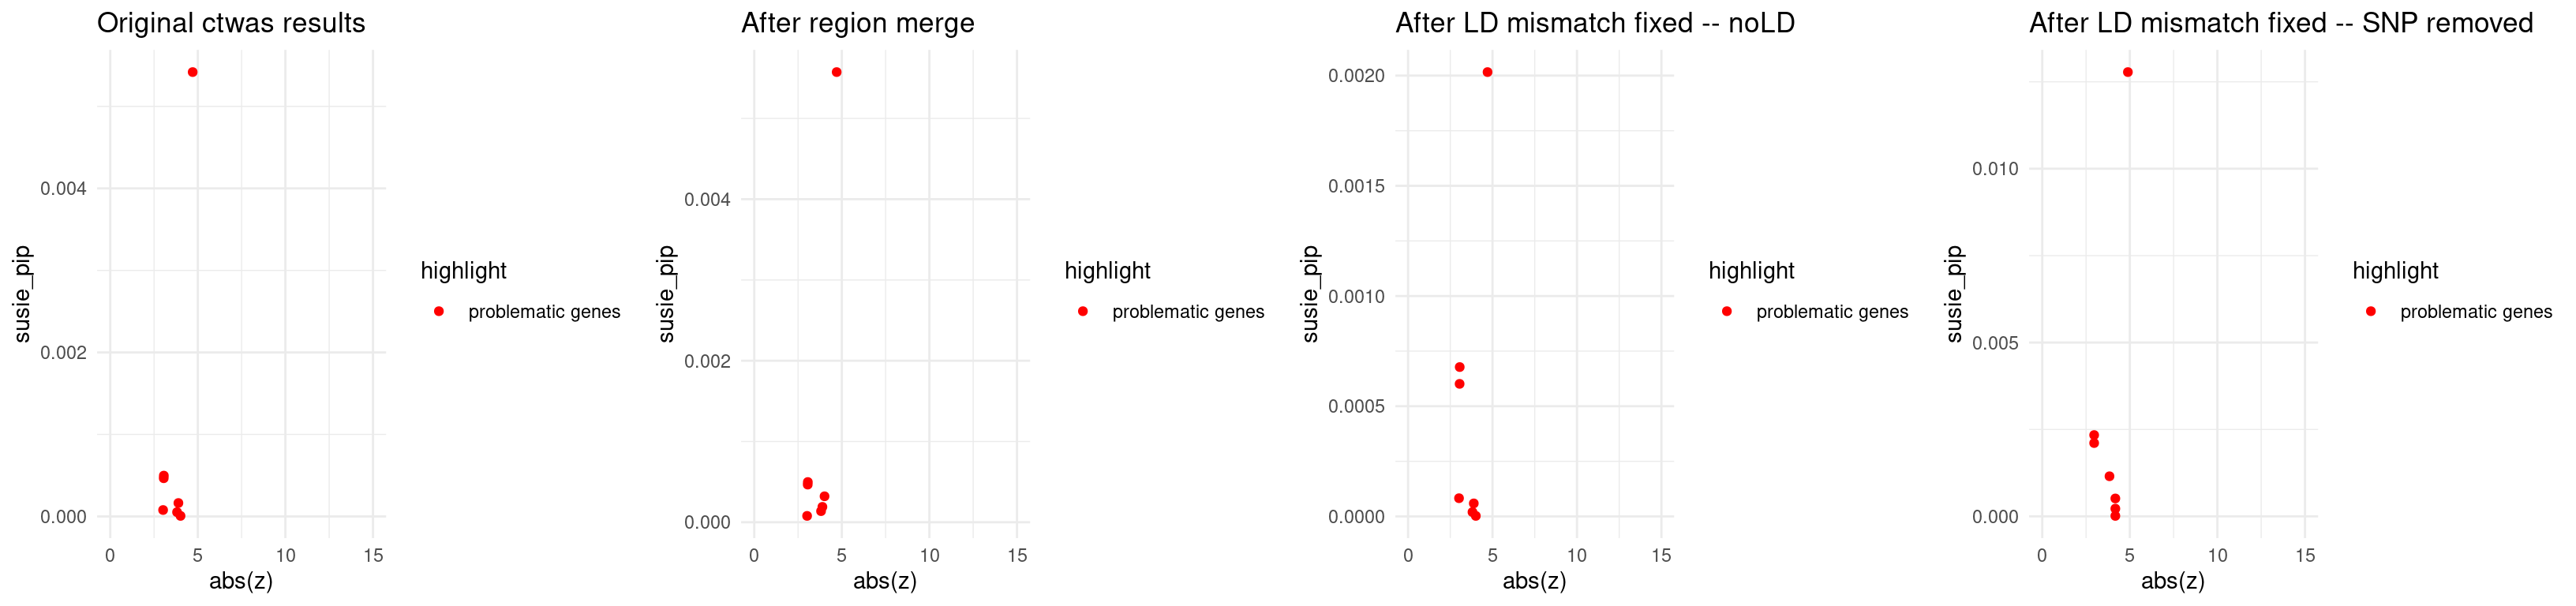 Original ctwas results
susie_pip
0.004
0.002
0.000
0
5
10
15
abs(z)
highlight
problematic genes
After region merge
susie_pip
0.004
0.002
0.000
0
5
10
15
abs(z)
highlight
problematic genes
After LD mismatch fixed -- noLD
susie_pip
0.0020
0.0015
0.0010
0.0005
0.0000
0
5
10
15
abs(z)
highlight
problematic genes
After LD mismatch fixed -- SNP removed
susie_pip
0.010
0.005
0.000
0
5
10
15
abs(z)
highlight
problematic genes